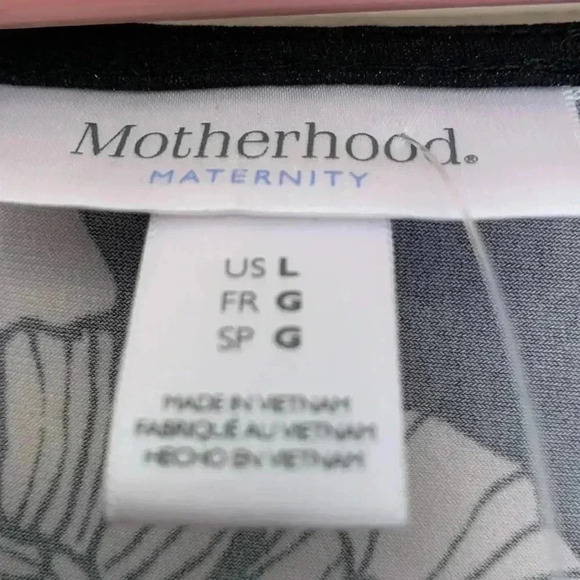 Motherhood®
MATERNITY
US L
FR G
SP G
MADE IN VIETNAM
FABRIQUÉ AU VIETNAM
HECHO EN VIETNAM